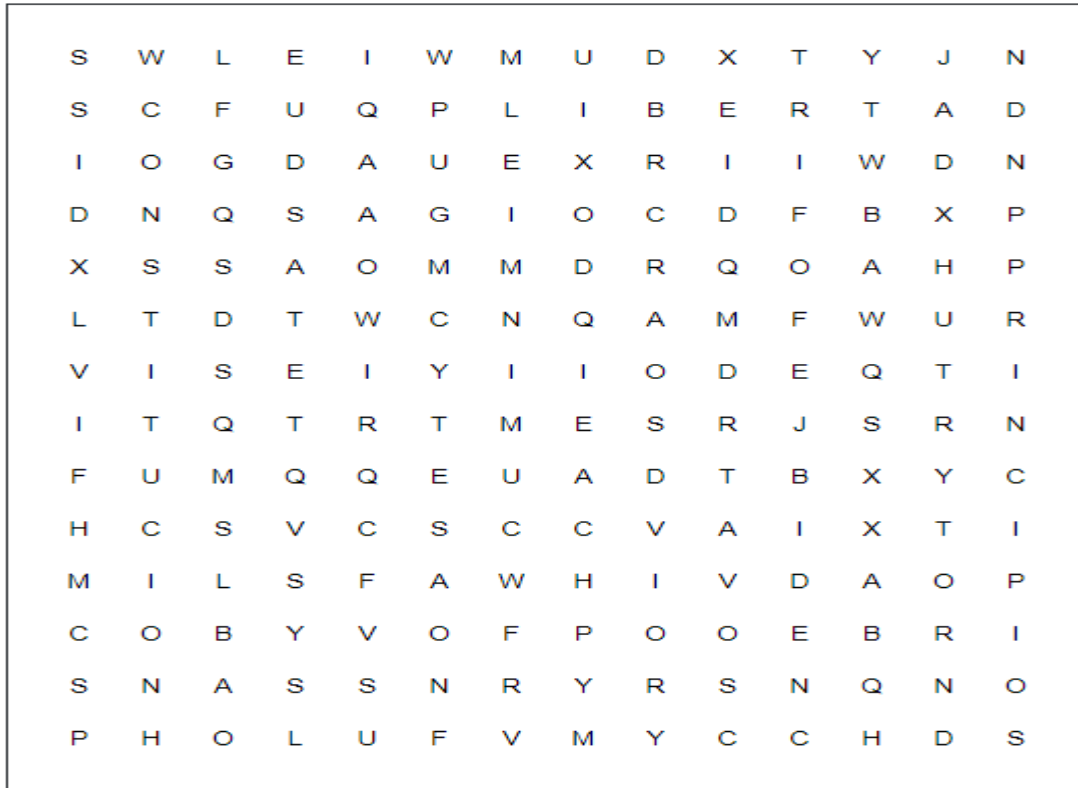 S W L E I W M U D X T Y J N
S C F U Q P L I B E R T A D
I O G D A U E X R I I W D N
D N Q S A G I O C D F B X P
X S S A O M M D R Q O A H P
L T D T W C N Q A M F W U R
V I S E I Y I I O D E Q T I
I T Q T R T M E S R J S R N
F U M Q Q E U A D T B X Y C
H C S V C S C C V A I X T I
M I L S F A W H I V D A O P
C O B Y V O F P O O E B R I
S N A S S N R Y R S N Q N O
P H O L U F V M Y C C H D S